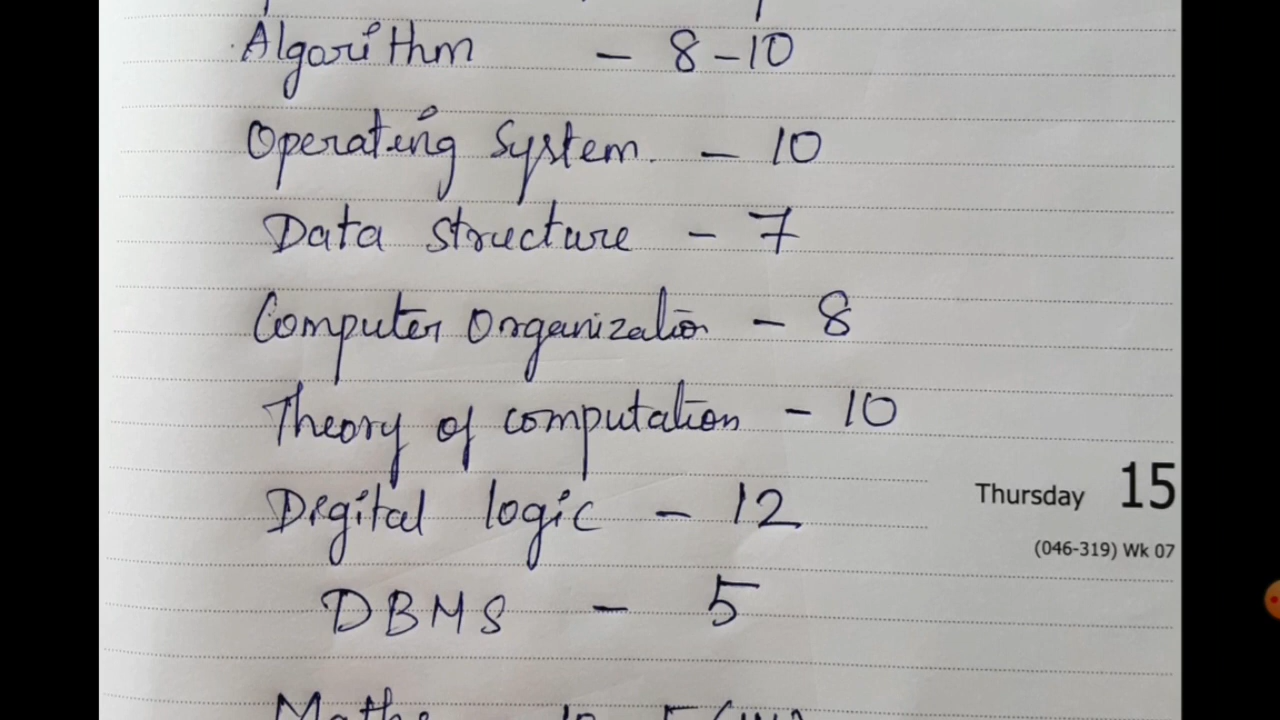 Algorithm - 8-10
Operating System. - 10
Data structure - 7
Computer Organization - 8
Theory of computation - 10
Thursday 15
Digital logic - 12
(046-319) Wk 07
DBMS - 5
Maths